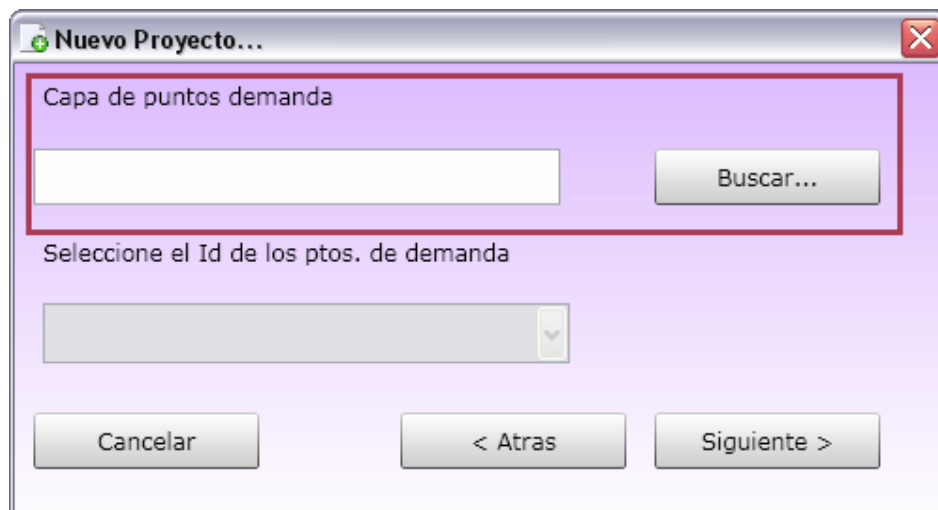 Nuevo Proyecto...
Capa de puntos demanda
Buscar...
Seleccione el Id de los ptos. de demanda
Cancelar
< Atras
Siguiente >